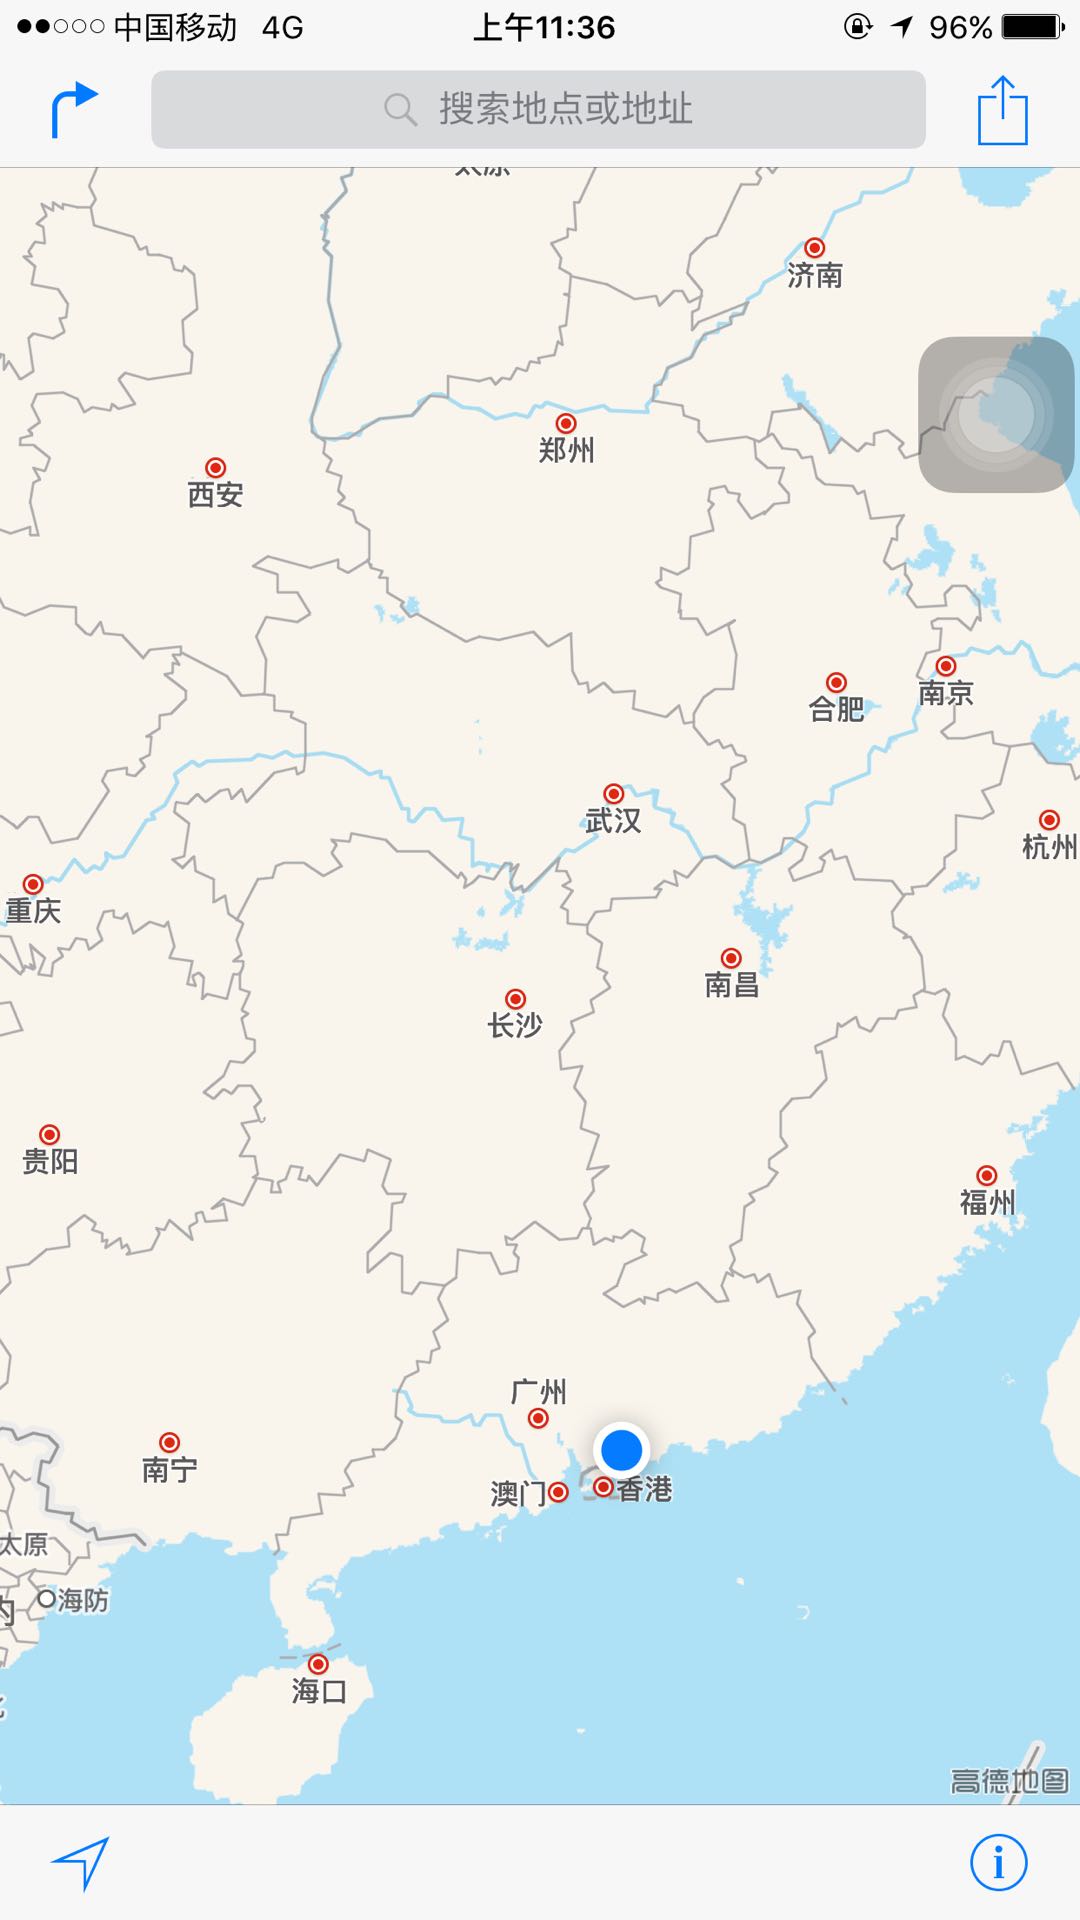 中国移动 4G 上午11:36 96%
搜索地点或地址
太原
济南
郑州
西安
南京
合肥
武汉
杭州
重庆
南昌
长沙
贵阳
福州
广州
南宁
澳门 香港
太原
海防
内
海口
高德地图